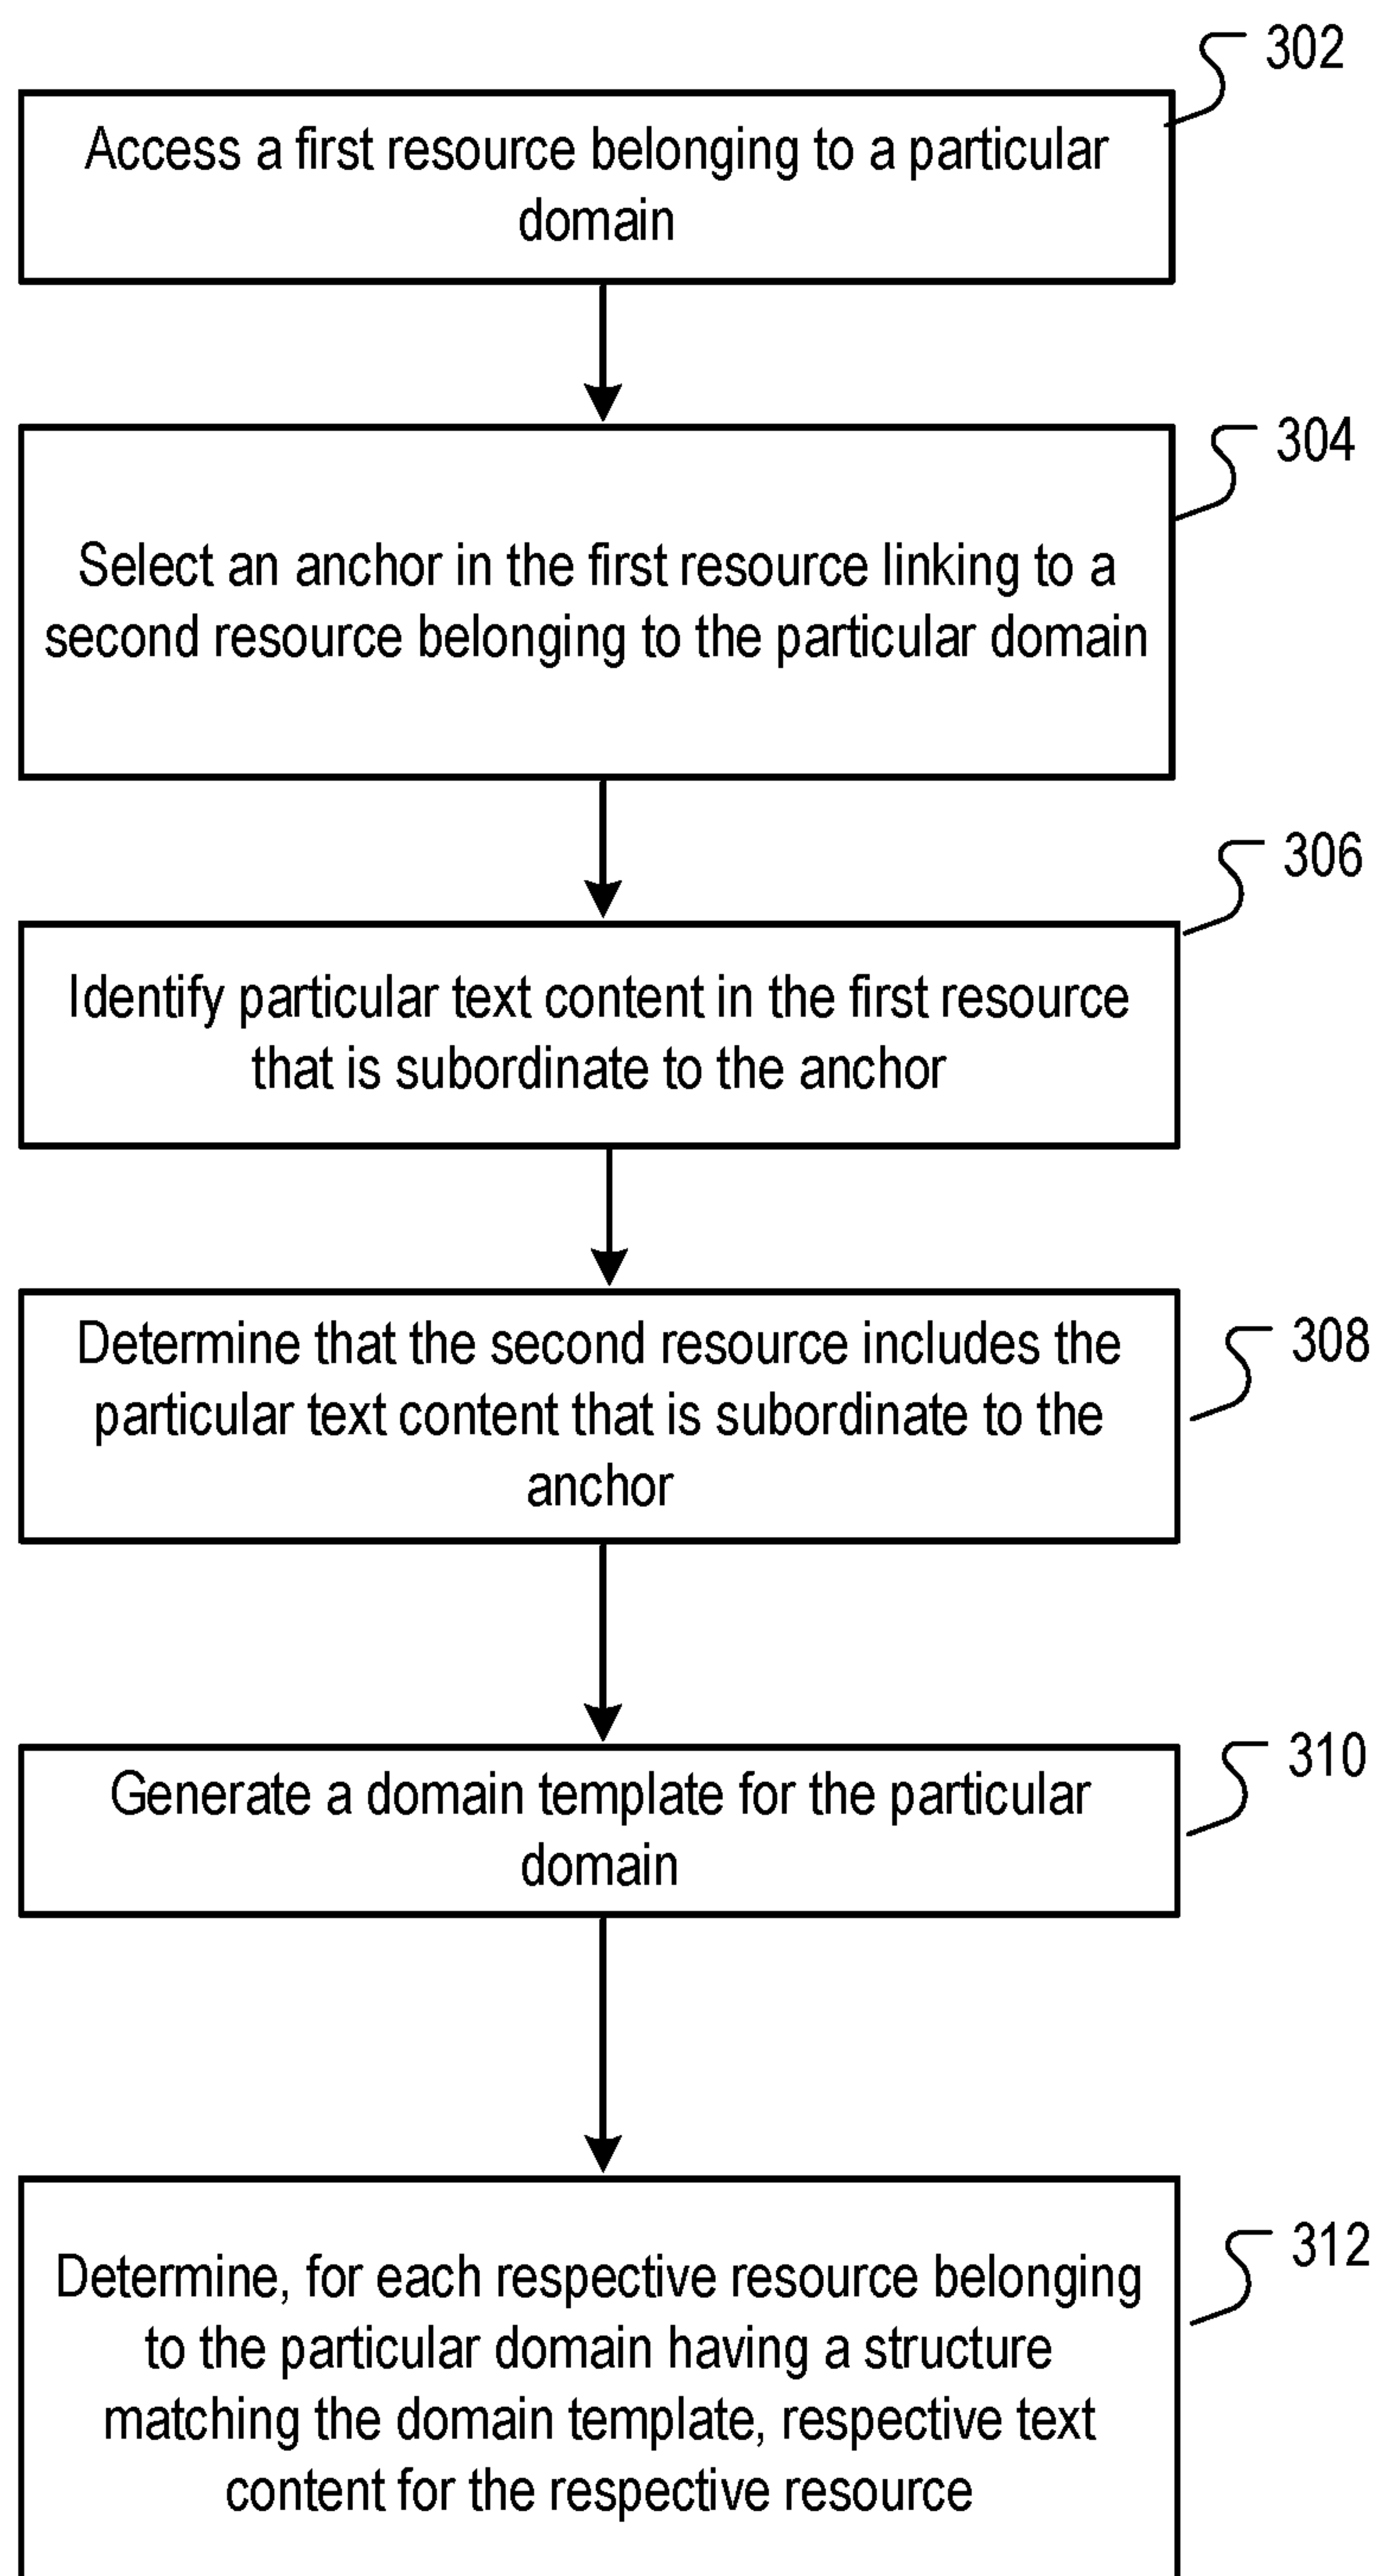 302
Access a first resource belonging to a particular
domain
304
Select an anchor in the first resource linking to a
second resource belonging to the particular domain
306
Identify particular text content in the first resource
that is subordinate to the anchor
308
Determine that the second resource includes the
particular text content that is subordinate to the
anchor
310
Generate a domain template for the particular
domain
312
Determine, for each respective resource belonging
to the particular domain having a structure
matching the domain template, respective text
content for the respective resource